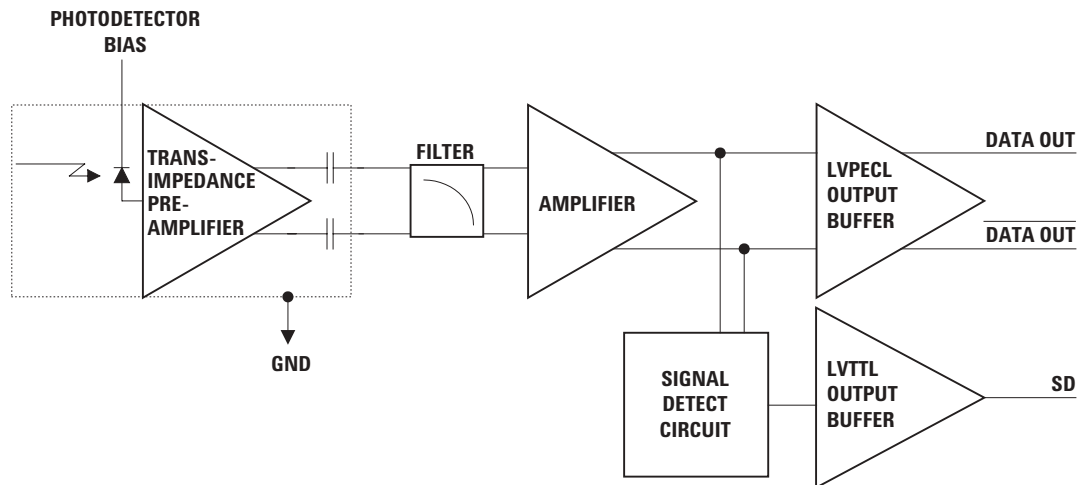 PHOTODETECTOR
BIAS
TRANS-
IMPEDANCE
PRE-
AMPLIFIER
GND
FILTER
AMPLIFIER
LVPECL
OUTPUT
BUFFER
DATA OUT
DATA OUT
SIGNAL
DETECT
CIRCUIT
LVTTL
OUTPUT
BUFFER
SD